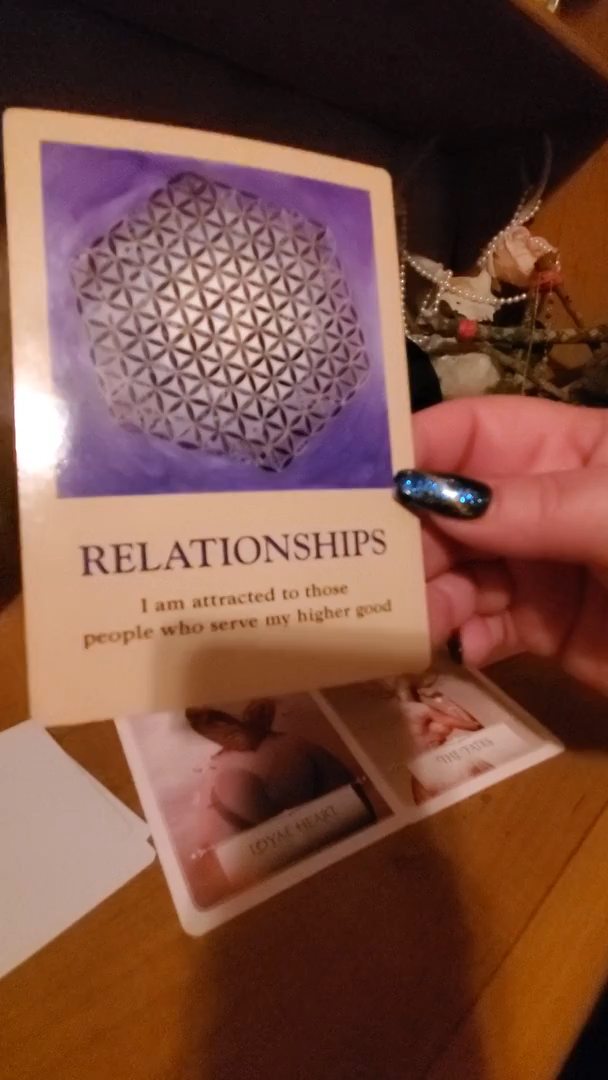 RELATIONSHIPS
I am attracted to those
people who serve my higher good
LOYAL HEART